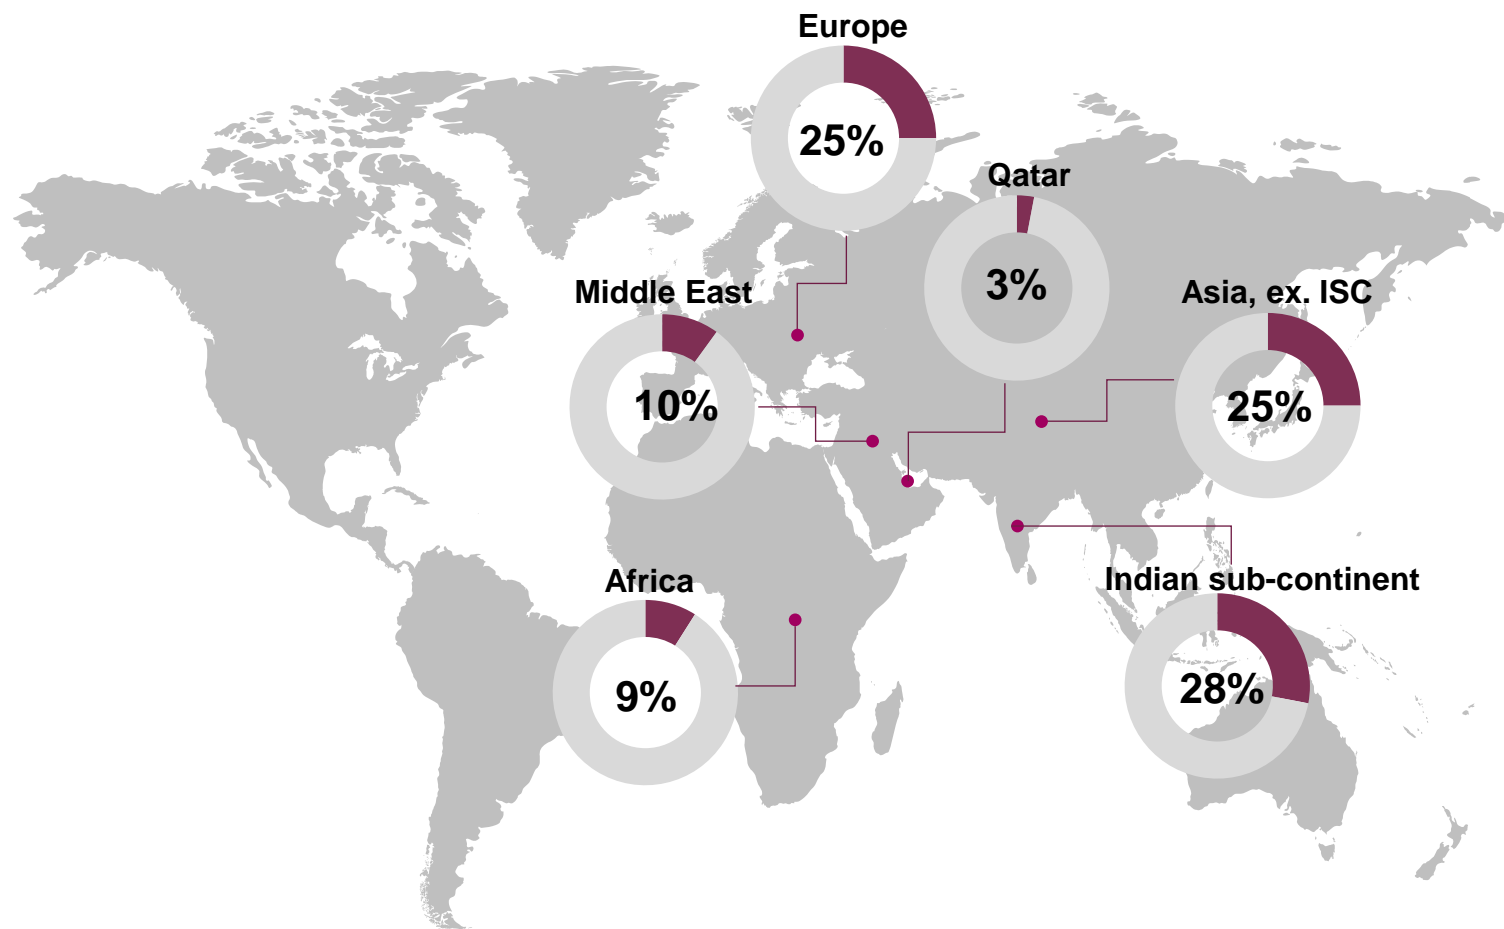 Europe
25%
Qatar
3%
Middle East
10%
Asia, ex. ISC
25%
Africa
9%
Indian sub-continent
28%